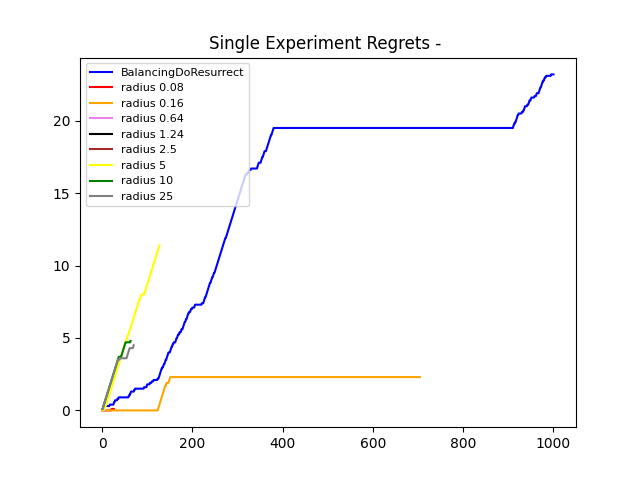 Single Experiment Regrets -
BalancingDoResurrect
radius 0.08
radius 0.16
radius 0.64
radius 1.24
radius 2.5
radius 5
radius 10
radius 25
20
15
10
5
0
0 200 400 600 800 1000